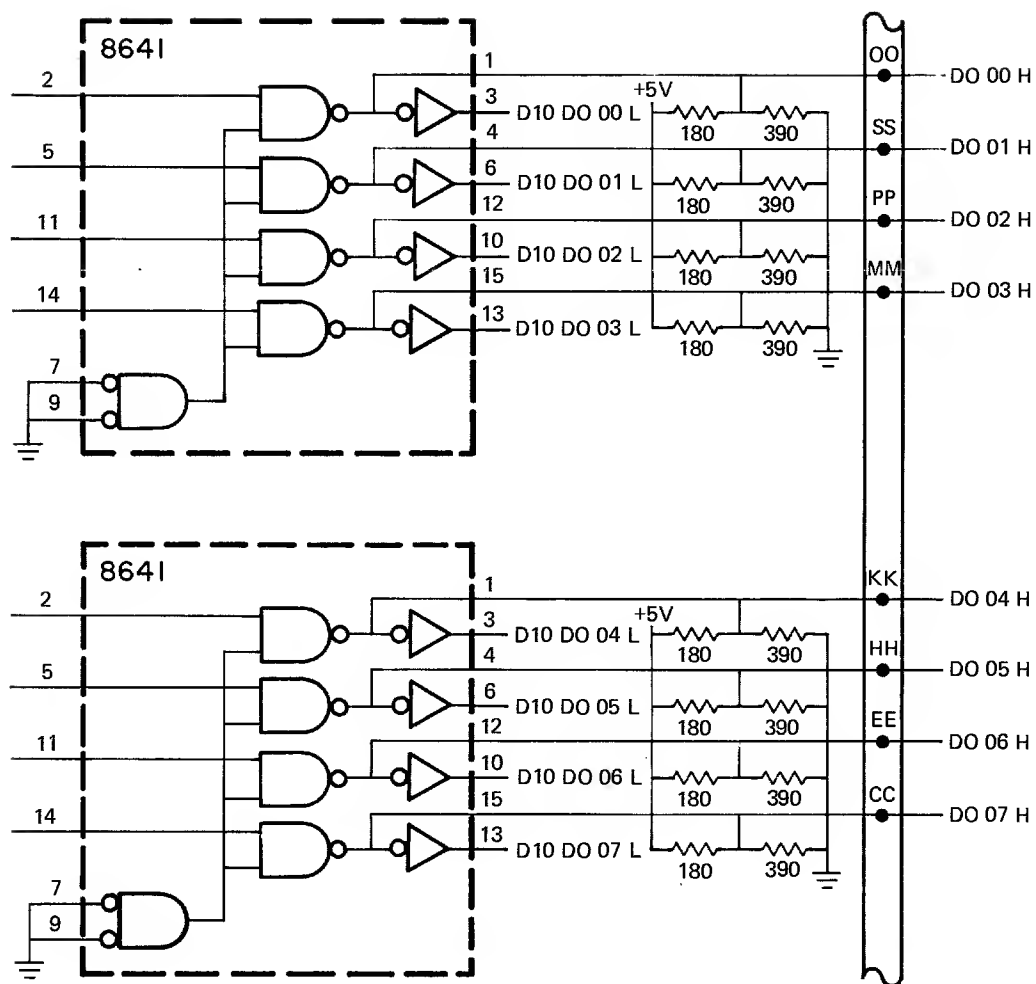 8641
OO
1
DO 00 H
2
+5V
3
D10 DO 00 L
180
390
SS
4
DO 01 H
5
6
D10 DO 01 L
180
390
PP
12
DO 02 H
11
10
D10 DO 02 L
180
390
MM
15
DO 03 H
14
13
D10 DO 03 L
180
390
7
9
8641
KK
1
DO 04 H
2
+5V
3
D10 DO 04 L
180
390
HH
4
DO 05 H
5
6
D10 DO 05 L
180
390
EE
12
DO 06 H
11
10
D10 DO 06 L
180
390
CC
15
DO 07 H
14
13
D10 DO 07 L
180
390
7
9